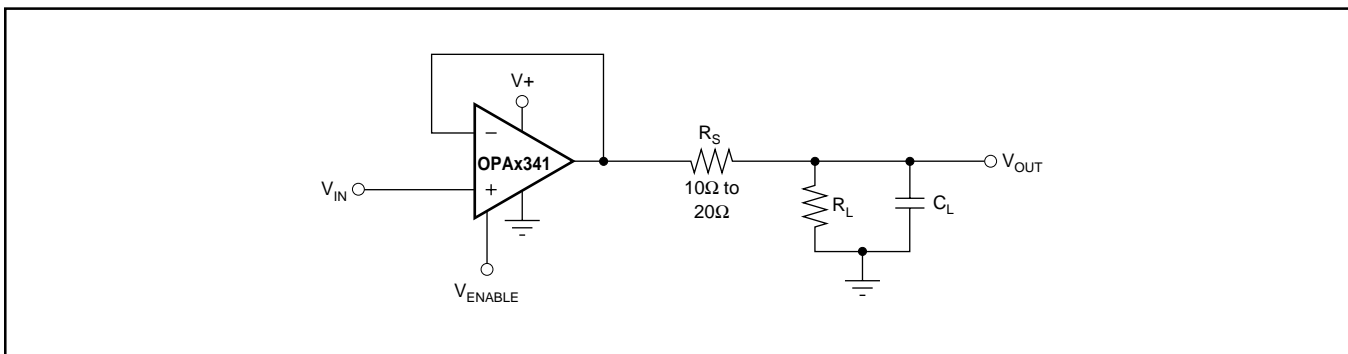 V+
−
OPAx341
+
V_IN
V_ENABLE
R_S
10Ω to
20Ω
R_L
C_L
V_OUT